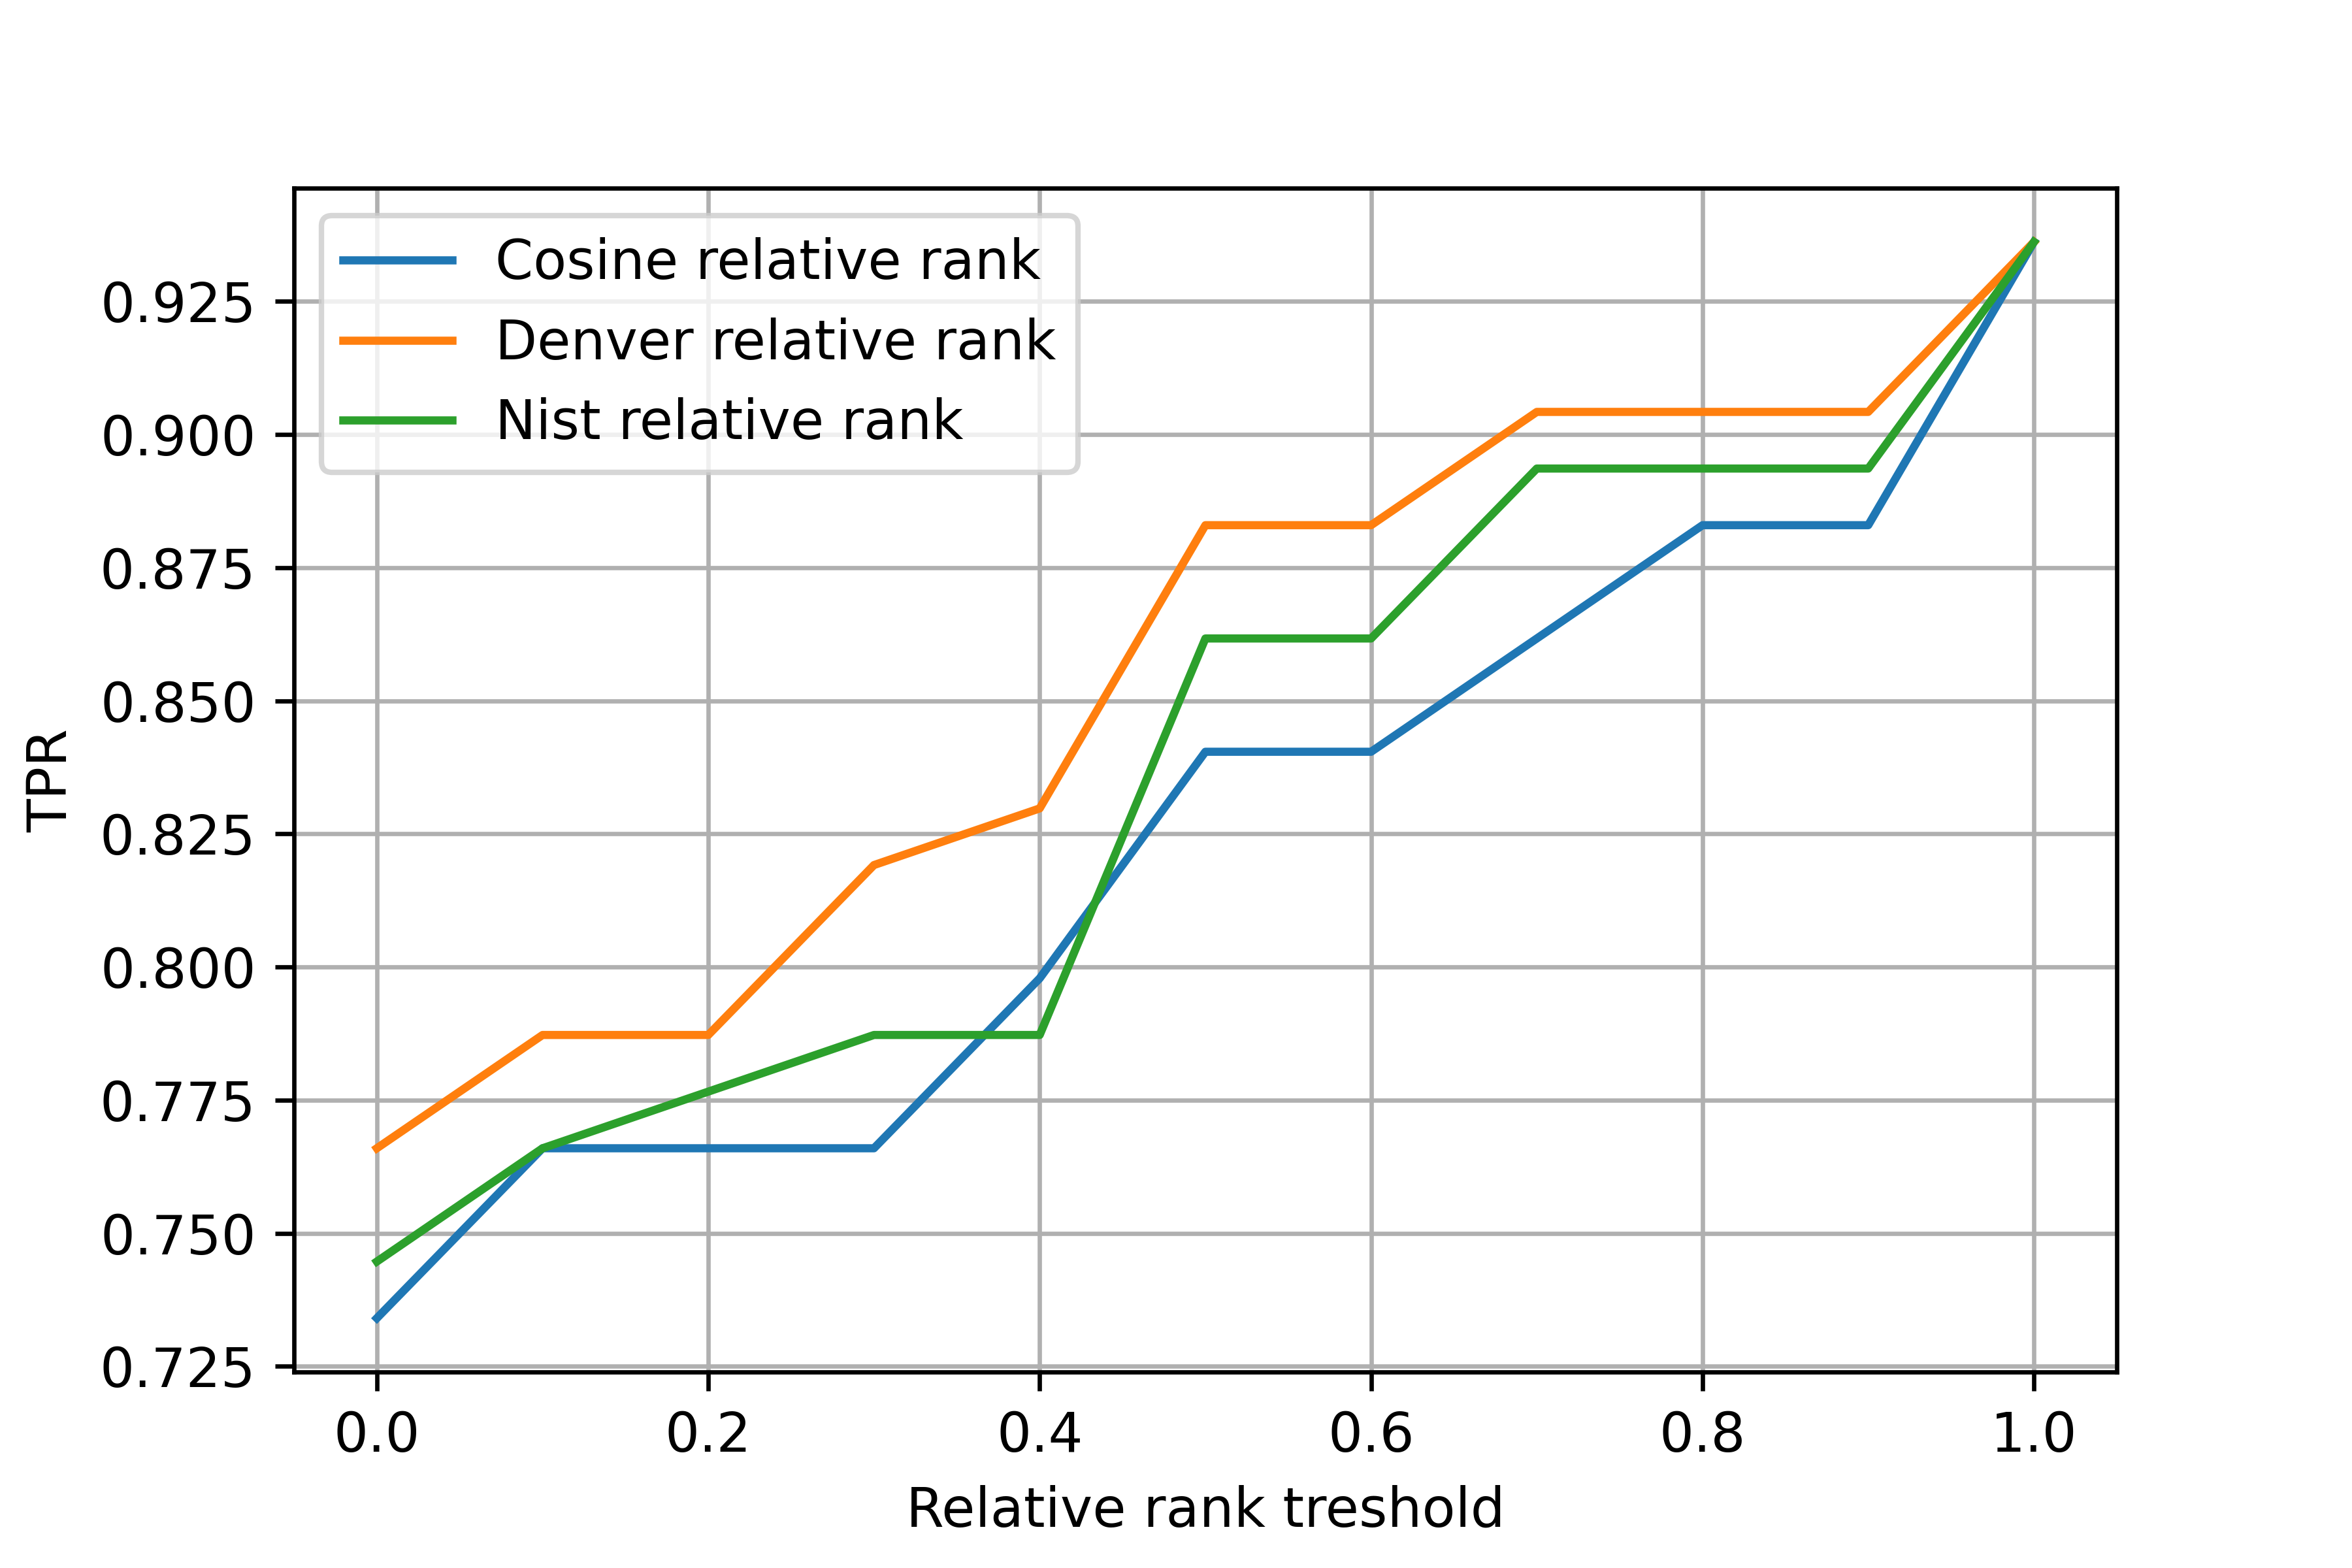 Cosine relative rank
Denver relative rank
Nist relative rank
0.925
0.900
0.875
0.850
0.825
0.800
0.775
0.750
0.725
TPR
0.0 0.2 0.4 0.6 0.8 1.0
Relative rank treshold